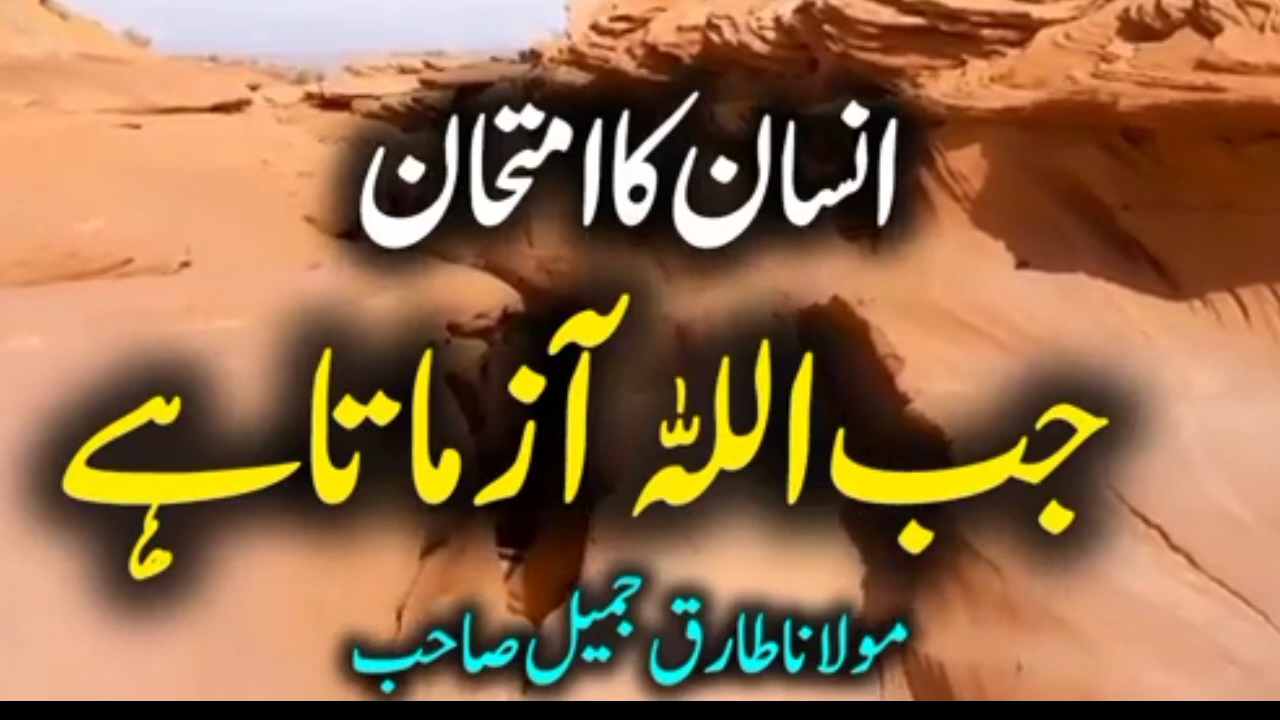 انسان کا امتحان
جب اللہ آزماتا ہے
مولانا طارق جمیل صاحب